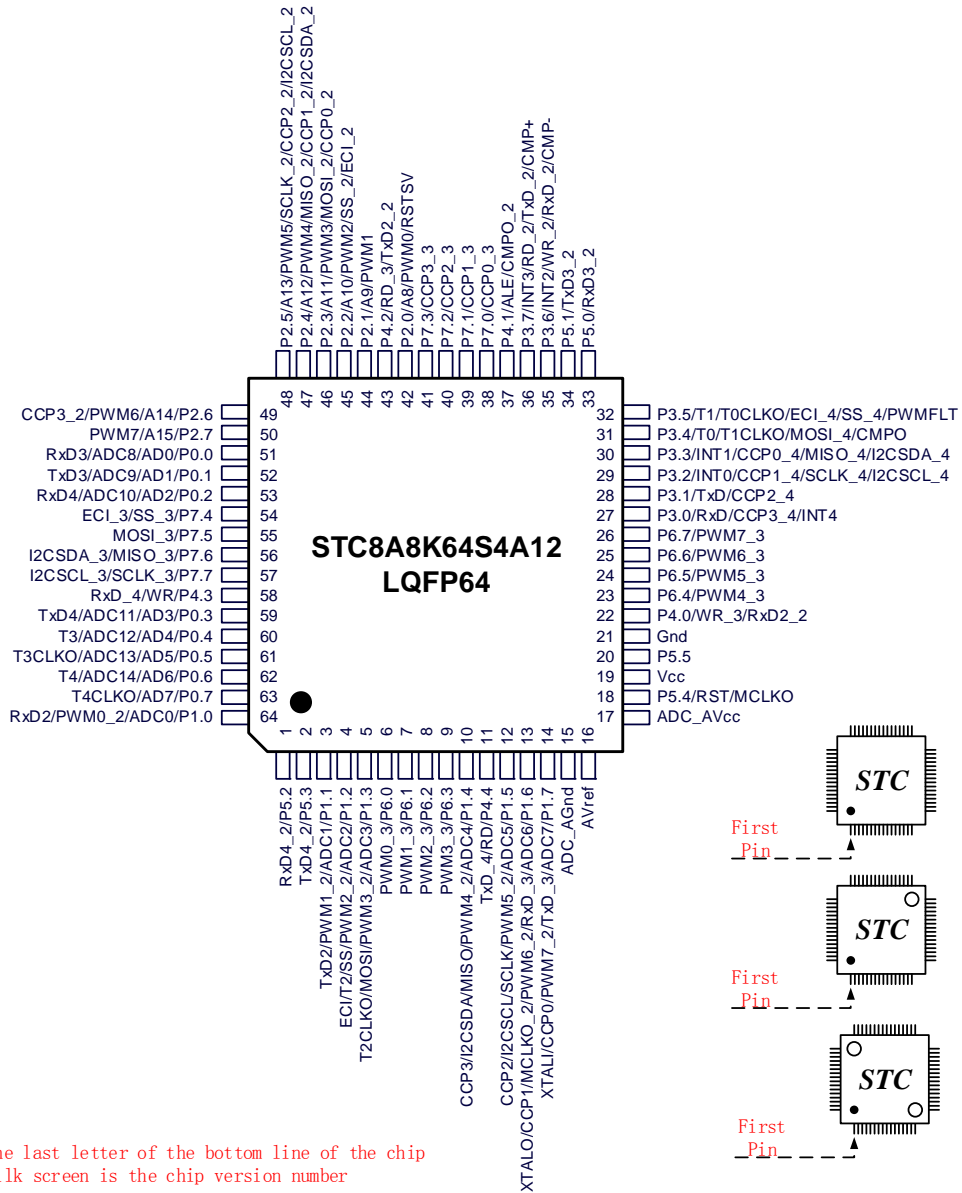 P2.5/A13/PWM5/SCLK_2/CCP2_2/I2CSCL_2
P2.4/A12/PWM4/MISO_2/CCP1_2/I2CSDA_2
P2.3/A11/PWM3/MOSI_2/CCP0_2
P2.2/A10/PWM2/SS_2/ECI_2
P2.1/A9/PWM1
P4.2/RD_3/TxD2_2
P2.0/A8/PWM0/RSTSV
P7.3/CCP3_3
P7.2/CCP2_3
P7.1/CCP1_3
P7.0/CCP0_3
P4.1/ALE/CMPO_2
P3.7/INT3/RD_2/TxD_2/CMP+
P3.6/INT2/WR_2/RxD_2/CMP-
P5.1/TxD3_2
P5.0/RxD3_2
48 47 46 45 44 43 42 41 40 39 38 37 36 35 34 33
CCP3_2/PWM6/A14/P2.6 49
PWM7/A15/P2.7 50
RxD3/ADC8/AD0/P0.0 51
TxD3/ADC9/AD1/P0.1 52
RxD4/ADC10/AD2/P0.2 53
ECI_3/SS_3/P7.4 54
MOSI_3/P7.5 55
I2CSDA_3/MISO_3/P7.6 56
I2CSCL_3/SCLK_3/P7.7 57
RxD_4/WR/P4.3 58
TxD4/ADC11/AD3/P0.3 59
T3/ADC12/AD4/P0.4 60
T3CLKO/ADC13/AD5/P0.5 61
T4/ADC14/AD6/P0.6 62
T4CLKO/AD7/P0.7 63
RxD2/PWM0_2/ADC0/P1.0 64
STC8A8K64S4A12
LQFP64
32 P3.5/T1/T0CLKO/ECI_4/SS_4/PWMFLT
31 P3.4/T0/T1CLKO/MOSI_4/CMPO
30 P3.3/INT1/CCP0_4/MISO_4/I2CSDA_4
29 P3.2/INT0/CCP1_4/SCLK_4/I2CSCL_4
28 P3.1/TxD/CCP2_4
27 P3.0/RxD/CCP3_4/INT4
26 P6.7/PWM7_3
25 P6.6/PWM6_3
24 P6.5/PWM5_3
23 P6.4/PWM4_3
22 P4.0/WR_3/RxD2_2
21 Gnd
20 P5.5
19 Vcc
18 P5.4/RST/MCLKO
17 ADC_AVcc
1 2 3 4 5 6 7 8 9 10 11 12 13 14 15 16
RxD4_2/P5.2
TxD4_2/P5.3
TxD2/PWM1_2/ADC1/P1.1
ECI/T2/SS/PWM2_2/ADC2/P1.2
T2CLKO/MOSI/PWM3_2/ADC3/P1.3
PWM0_3/P6.0
PWM1_3/P6.1
PWM2_3/P6.2
PWM3_3/P6.3
CCP3/I2CSDA/MISO/PWM4_2/ADC4/P1.4
TxD_4/RD/P4.4
CCP2/I2CSCL/SCLK/PWM5_2/ADC5/P1.5
XTALO/CCP1/MCLKO_2/PWM6_2/RxD_3/ADC6/P1.6
XTALI/CCP0/PWM7_2/TxD_3/ADC7/P1.7
ADC_AGnd
AVref
STC
First
Pin
STC
First
Pin
STC
First
Pin
he last letter of the bottom line of the chip
ilk screen is the chip version number